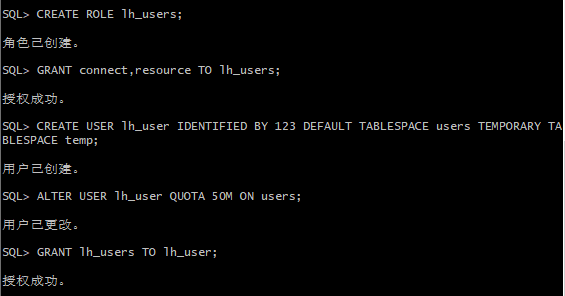 SQL> CREATE ROLE lh_users;
角色已创建。
SQL> GRANT connect,resource TO lh_users;
授权成功。
SQL> CREATE USER lh_user IDENTIFIED BY 123 DEFAULT TABLESPACE users TEMPORARY TA
BLESPACE temp;
用户已创建。
SQL> ALTER USER lh_user QUOTA 50M ON users;
用户已更改。
SQL> GRANT lh_users TO lh_user;
授权成功。